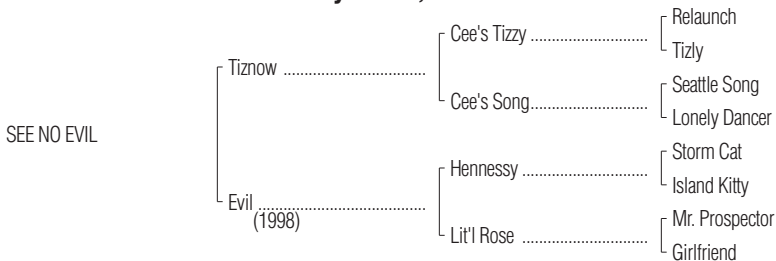 SEE NO EVIL
Tiznow
Cee's Tizzy
Relaunch
Tizly
Cee's Song
Seattle Song
Lonely Dancer
Evil
(1998)
Hennessy
Storm Cat
Island Kitty
Lit'l Rose
Mr. Prospector
Girlfriend